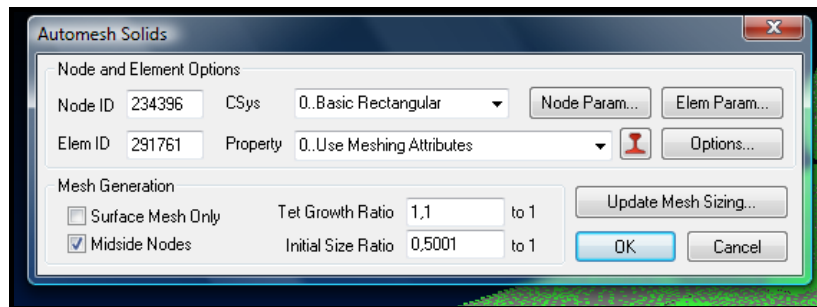 Automesh Solids
Node and Element Options
Node ID 234396 CSys 0..Basic Rectangular Node Param... Elem Param...
Elem ID 291761 Property 0..Use Meshing Attributes Options...
Mesh Generation
Surface Mesh Only Tet Growth Ratio 1,1 to 1 Update Mesh Sizing...
Midside Nodes Initial Size Ratio 0,5001 to 1 OK Cancel